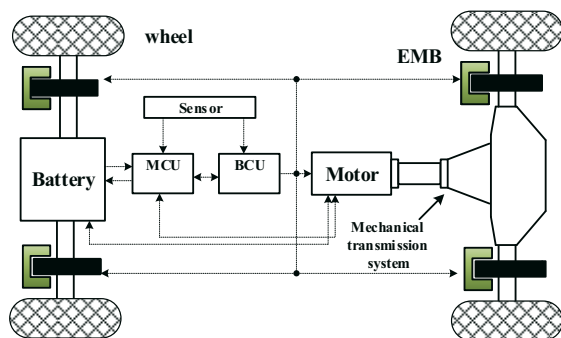 wheel
EMB
Sensor
MCU
BCU
Battery
Motor
Mechanical
transmission
system